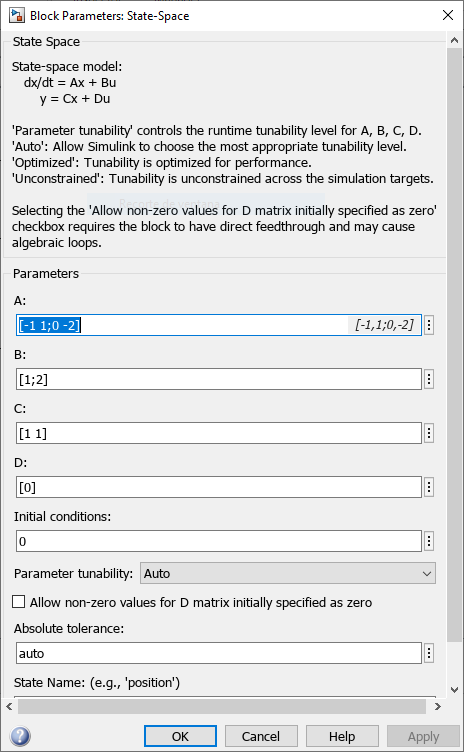 Block Parameters: State-Space
State Space
State-space model:
dx/dt = Ax + Bu
y = Cx + Du
'Parameter tunability' controls the runtime tunability level for A, B, C, D.
'Auto': Allow Simulink to choose the most appropriate tunability level.
'Optimized': Tunability is optimized for performance.
'Unconstrained': Tunability is unconstrained across the simulation targets.
Recorte de ventana
Selecting the 'Allow non-zero values for D matrix initially specified as zero'
checkbox requires the block to have direct feedthrough and may cause
algebraic loops.
Parameters
A:
[-1 1;0 -2] [-1,1;0,-2]
B:
[1;2]
C:
[1 1]
D:
[0]
Initial conditions:
0
Parameter tunability: Auto
Allow non-zero values for D matrix initially specified as zero
Absolute tolerance:
auto
State Name: (e.g., 'position')
? OK Cancel Help Apply